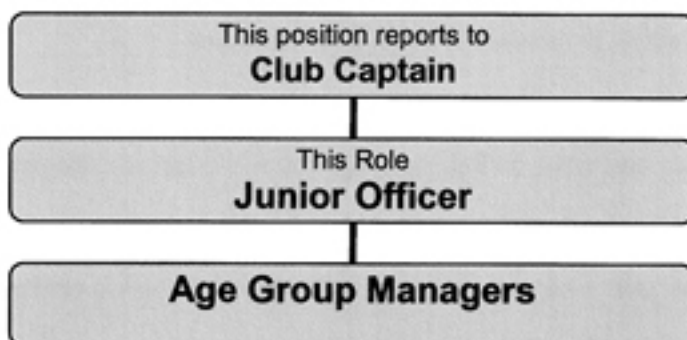 This position reports to
Club Captain
This Role
Junior Officer
Age Group Managers